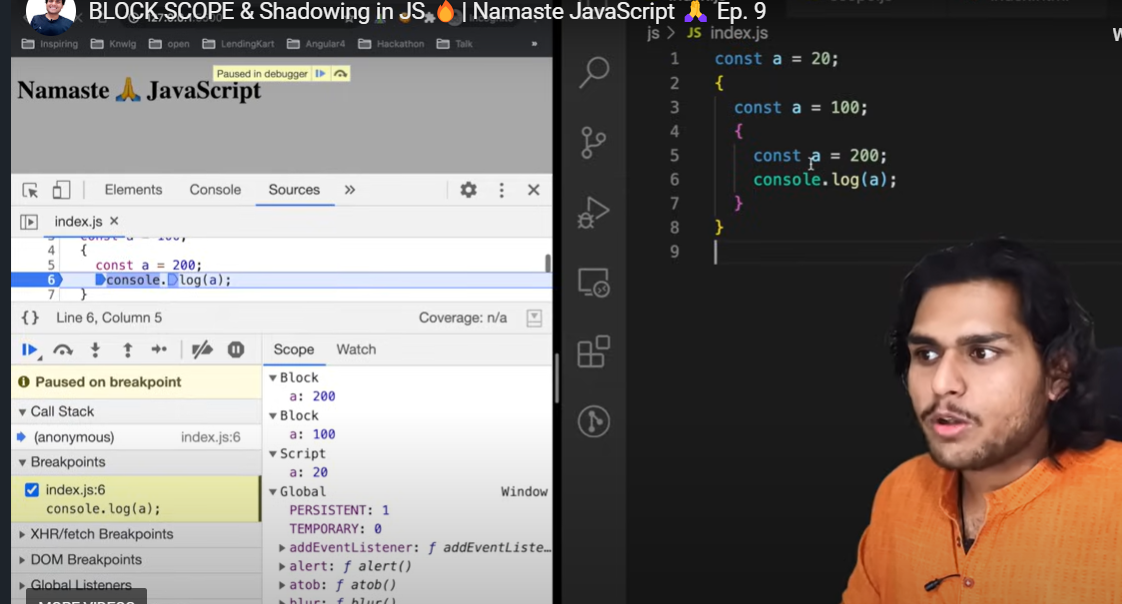 BLOCK SCOPE & Shadowing in JS 🔥 | Namaste JavaScript 🙏 Ep. 9
Inspiring Knwlg open LendingKart Angular4 Hackathon Talk »
Paused in debugger
Namaste 🙏 JavaScript
Elements Console Sources »
index.js ×
4 {
5 const a = 200;
6 console.log(a);
7 }
{} Line 6, Column 5 Coverage: n/a
Scope Watch
Paused on breakpoint
Call Stack
(anonymous) index.js:6
Breakpoints
index.js:6
console.log(a);
XHR/fetch Breakpoints
DOM Breakpoints
Global Listeners
MORE VIDEOS
Block
a: 200
Block
a: 100
Script
a: 20
Global Window
PERSISTENT: 1
TEMPORARY: 0
addEventListener: ƒ addEventListe…
alert: ƒ alert()
atob: ƒ atob()
blur: ƒ blur()
js > JS index.js
1 const a = 20;
2 {
3 const a = 100;
4 {
5 const a = 200;
6 console.log(a);
7 }
8 }
9
W